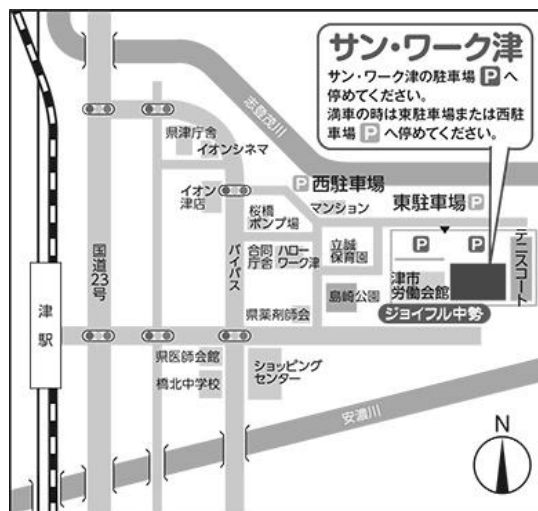 サン・ワーク津
サン・ワーク津の駐車場 P へ
停めてください。
満車の時は東駐車場または西駐
車場 P へ停めてください。
志登茂川
県津庁舎
イオンシネマ
イオン
津店
P 西駐車場
マンション
東駐車場 P
桜橋
ポンプ場
国道23号
バイパス
合同
庁舎
ハロー
ワーク津
立誠
保育園
P
P
テニスコート
津市
労働会館
島崎公園
ジョイフル中勢
県薬剤師会
津駅
県医師会館
橋北中学校
ショッピング
センター
安濃川
N